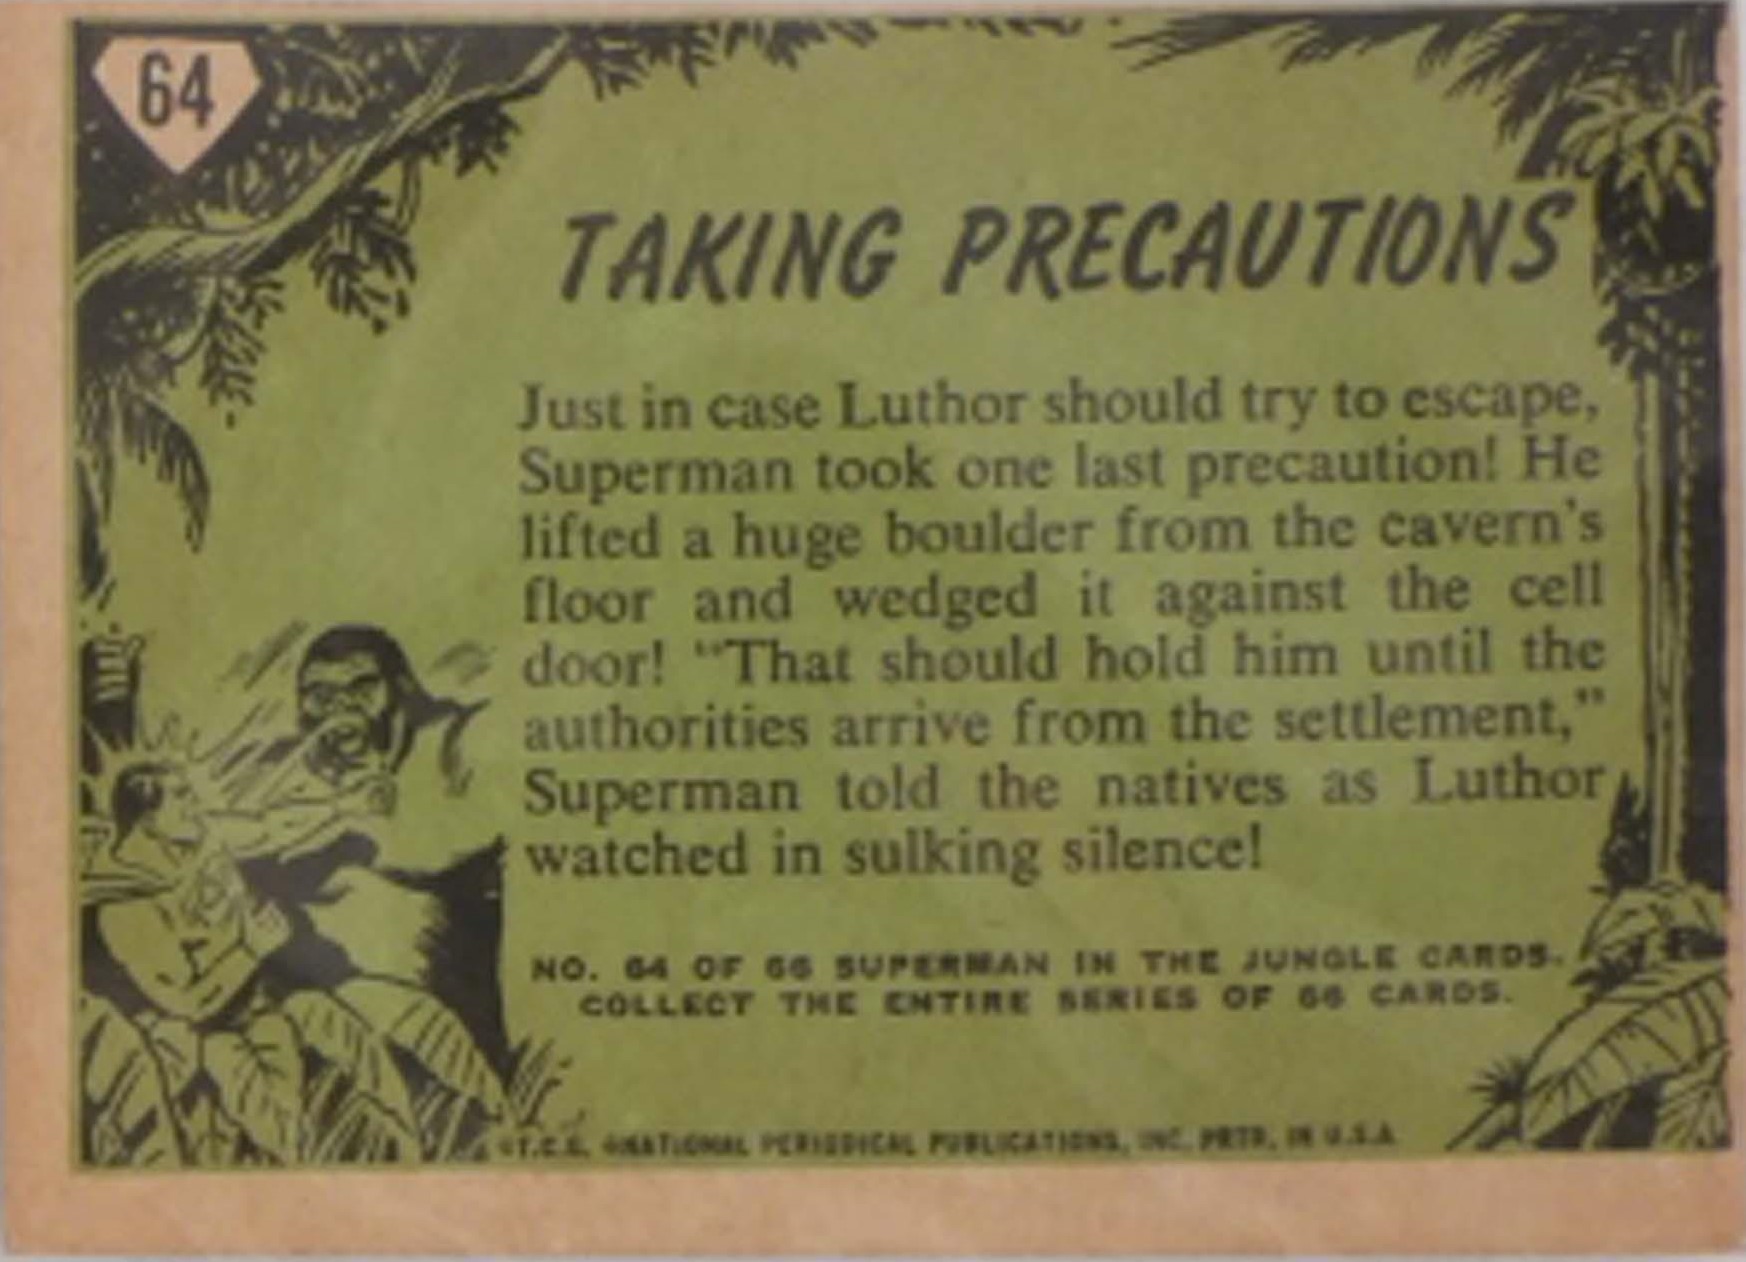 64
TAKING PRECAUTIONS
Just in case Luthor should try to escape,
Superman took one last precaution! He
lifted a huge boulder from the cavern's
floor and wedged it against the cell
door! "That should hold him until the
authorities arrive from the settlement,"
Superman told the natives as Luthor
watched in sulking silence!
NO. 64 OF 66 SUPERMAN IN THE JUNGLE CARDS.
COLLECT THE ENTIRE SERIES OF 66 CARDS.
©T.C.G. ©NATIONAL PERIODICAL PUBLICATIONS, INC. PRTD. IN U.S.A.